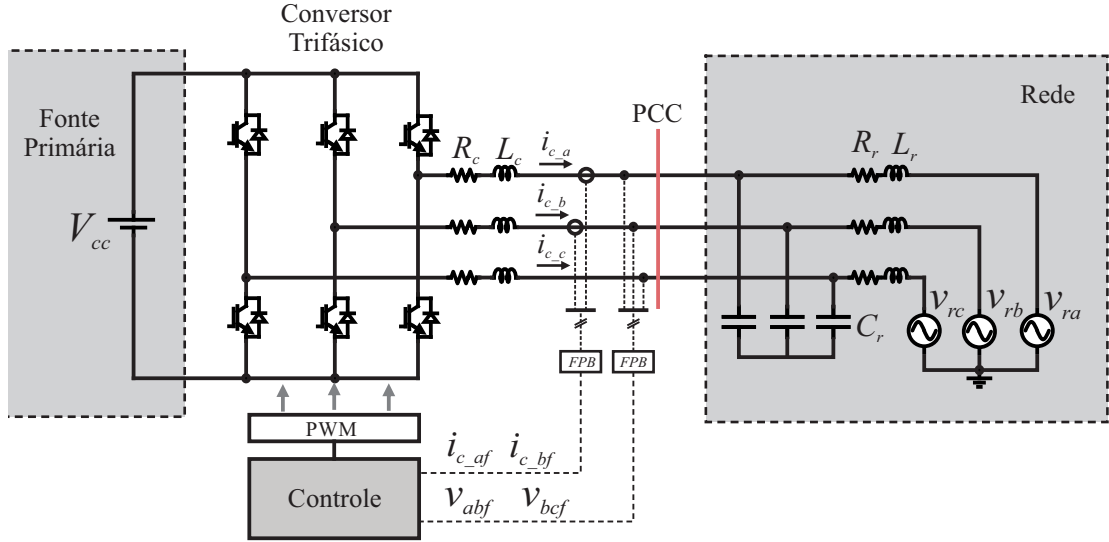 Conversor
Trifásico
Fonte
Primária
Rede
PCC
V_cc
R_c L_c
i_c_a
i_c_b
i_c_c
R_r L_r
C_r
v_rc v_rb v_ra
FPB FPB
PWM
Controle
i_c_af i_c_bf
v_abf v_bcf